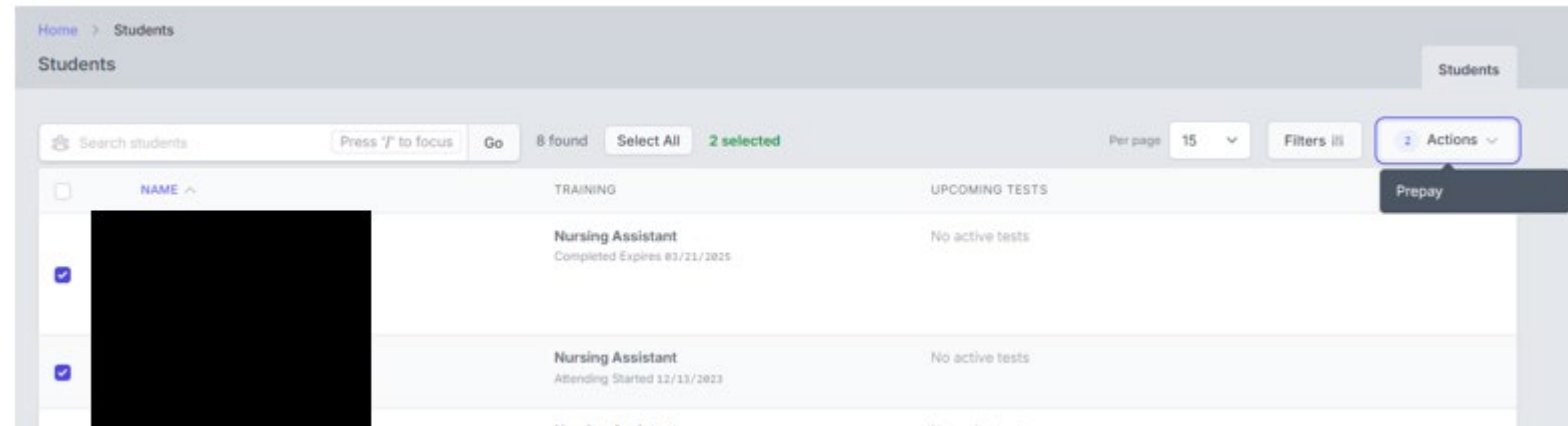 Home > Students
Students
Students
Search students Press '/' to focus Go 8 found Select All 2 selected Per page 15 Filters 2 Actions
Prepay
NAME TRAINING UPCOMING TESTS
Nursing Assistant No active tests
Completed Expires 03/21/2025
Nursing Assistant No active tests
Attending Started 12/13/2023